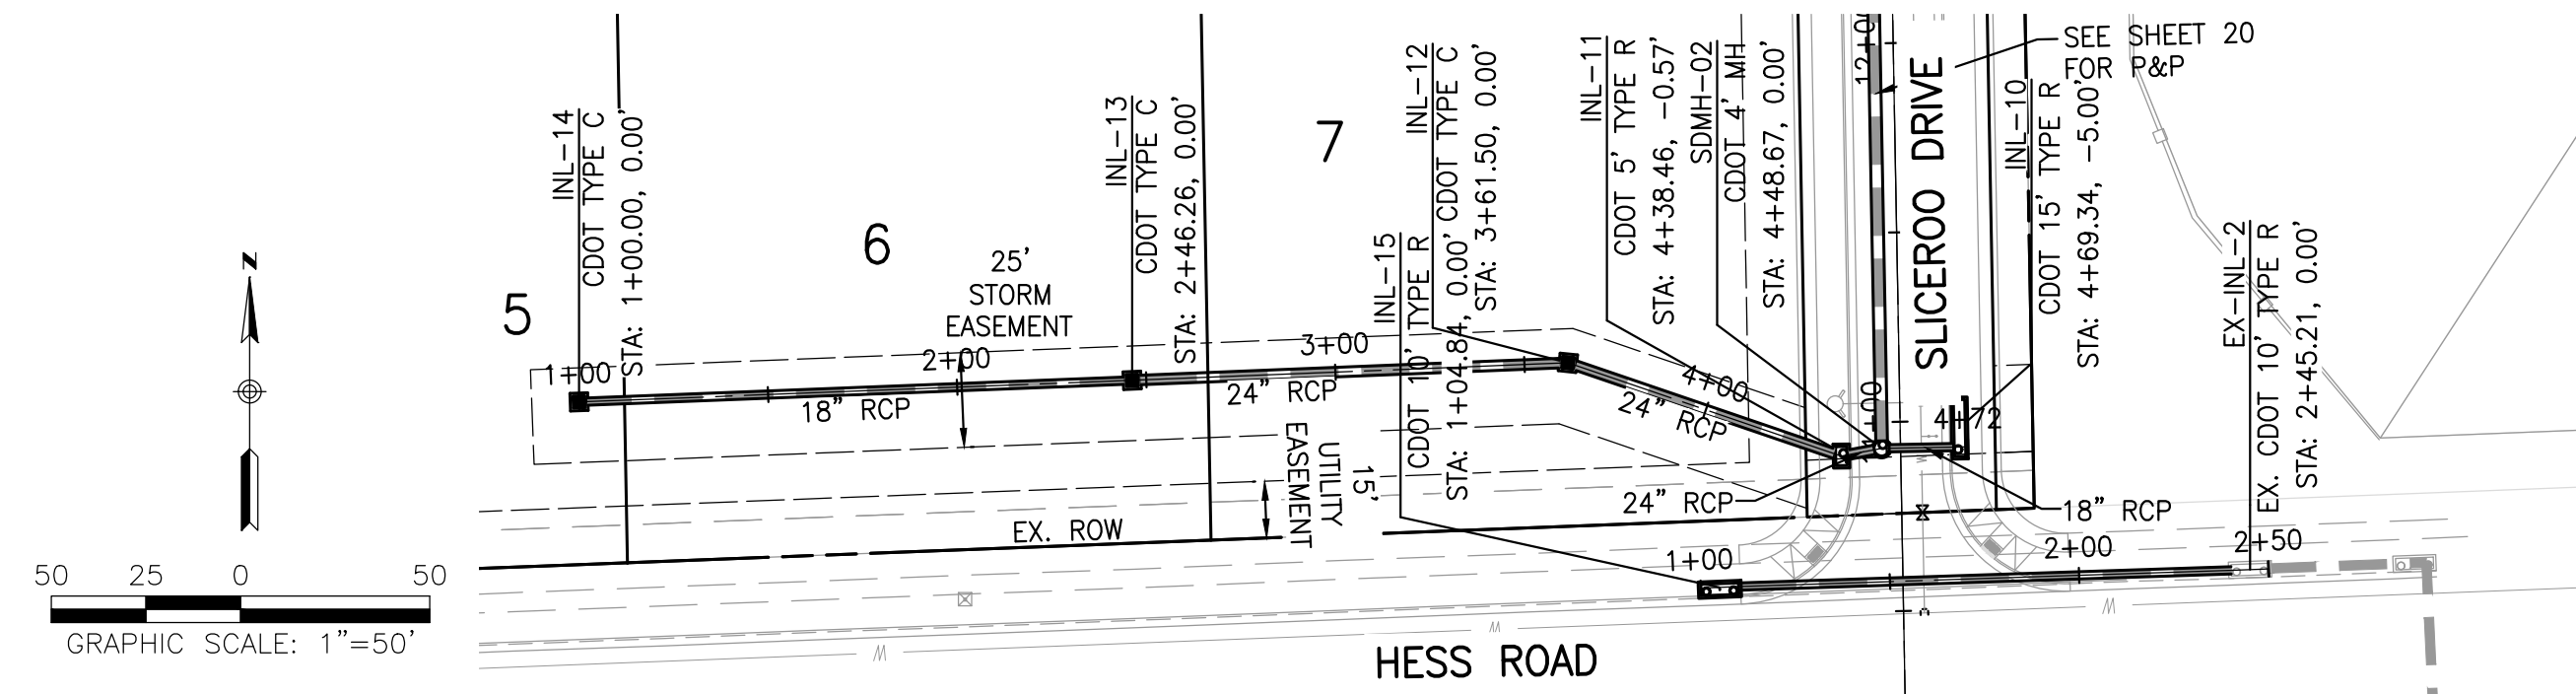 N
50 25 0 50
GRAPHIC SCALE: 1"=50'
5
6
7
INL-14
CDOT TYPE C
STA: 1+00.00, 0.00'
INL-13
CDOT TYPE C
STA: 2+46.26, 0.00'
INL-12
CDOT TYPE C
STA: 3+61.50, 0.00'
INL-15
CDOT 10' TYPE R
STA: 1+04.84, 0.00'
INL-11
CDOT 5' TYPE R
STA: 4+38.46, -0.57'
SDMH-02
CDOT 4' MH
STA: 4+48.67, 0.00'
12+00
SLICEROO DRIVE
SEE SHEET 20
FOR P&P
INL-10
CDOT 15' TYPE R
STA: 4+69.34, -5.00'
EX-INL-2
EX. CDOT 10' TYPE R
STA: 2+45.21, 0.00'
25'
STORM
EASEMENT
1+00
2+00
3+00
4+00
4+72
18" RCP
24" RCP
24" RCP
24" RCP
18" RCP
15'
UTILITY
EASEMENT
EX. ROW
1+00
2+00
2+50
HESS ROAD